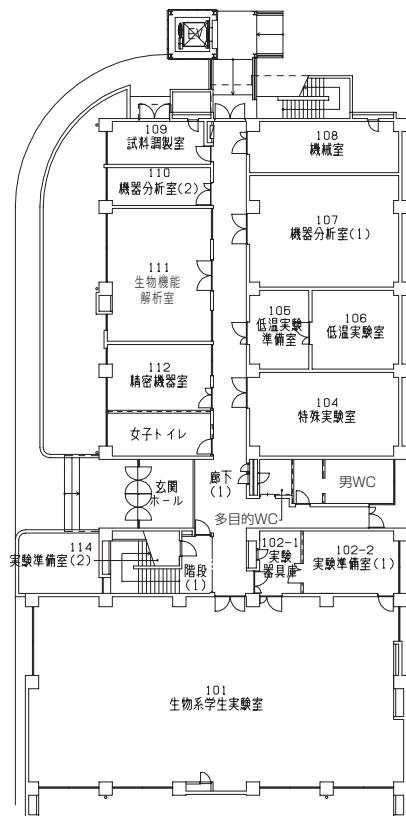 EV
109
試料調製室
108
機械室
110
機器分析室(2)
107
機器分析室(1)
111
生物機能
解析室
105
低温実験
準備室
106
低温実験室
112
精密機器室
104
特殊実験室
女子トイレ
廊下
(1)
男WC
玄関
ホール
多目的WC
114
実験準備室(2)
階段
(1)
102-1
実験
器具庫
102-2
実験準備室(1)
101
生物系学生実験室